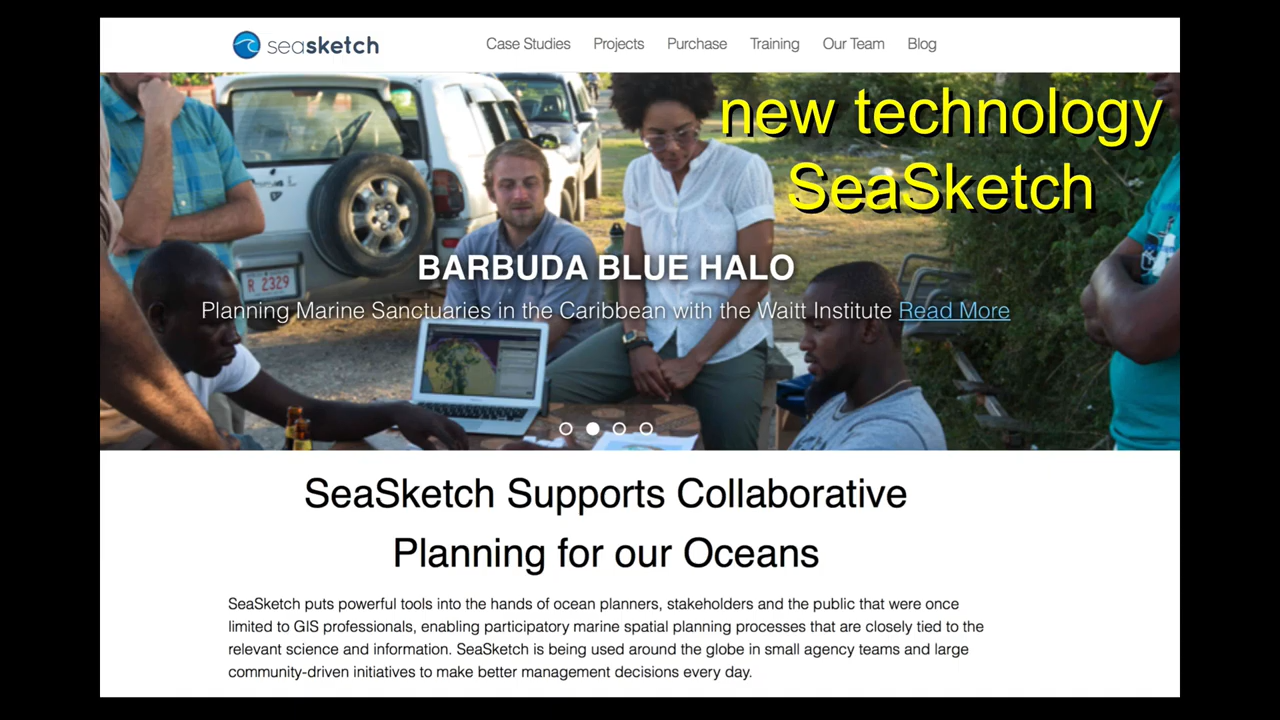 seasketch
Case Studies Projects Purchase Training Our Team Blog
new technology
SeaSketch
R 2329
BARBUDA BLUE HALO
Planning Marine Sanctuaries in the Caribbean with the Waitt Institute Read More
SeaSketch Supports Collaborative
Planning for our Oceans
SeaSketch puts powerful tools into the hands of ocean planners, stakeholders and the public that were once
limited to GIS professionals, enabling participatory marine spatial planning processes that are closely tied to the
relevant science and information. SeaSketch is being used around the globe in small agency teams and large
community-driven initiatives to make better management decisions every day.